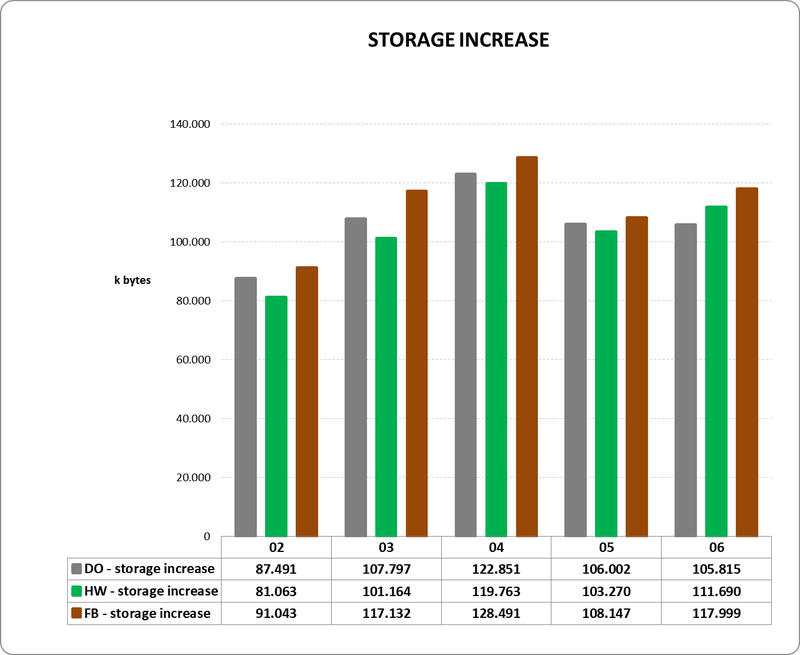 STORAGE INCREASE
140.000
120.000
100.000
k bytes
80.000
60.000
40.000
20.000
0
02 03 04 05 06
DO - storage increase 87.491 107.797 122.851 106.002 105.815
HW - storage increase 81.063 101.164 119.763 103.270 111.690
FB - storage increase 91.043 117.132 128.491 108.147 117.999